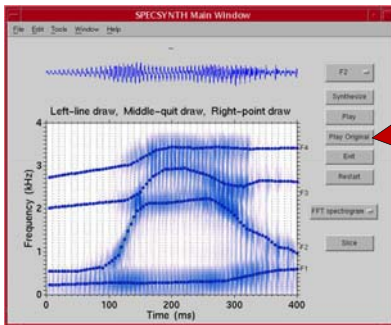 SPECSYNTH Main Window
File Edit Tools Window Help
F2
Synthesize
Play
Play Original
Exit
Restart
FFT spectrogram
Slice
Left-line draw, Middle-quit draw, Right-point draw
4
3
2
1
0
Frequency (kHz)
F4
F3
F2
F1
0 100 200 300 400
Time (ms)